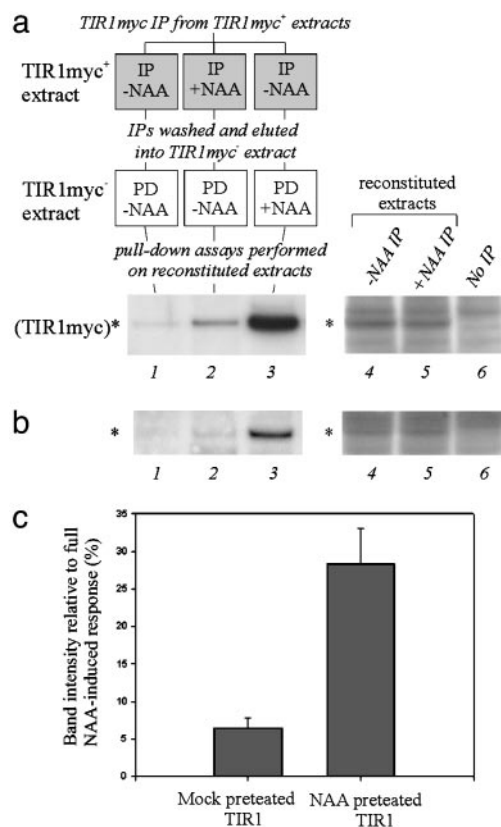 a
TIR1myc IP from TIR1myc⁺ extracts
TIR1myc⁺
extract
IP
-NAA
IP
+NAA
IP
-NAA
IPs washed and eluted
into TIR1myc⁻ extract
TIR1myc⁻
extract
PD
-NAA
PD
-NAA
PD
+NAA
pull-down assays performed
on reconstituted extracts
reconstituted
extracts
-NAA IP
+NAA IP
No IP
(TIR1myc)*
*
1 2 3
4 5 6
b
*
*
1 2 3
4 5 6
c
Band intensity relative to full
NAA-induced response (%)
35
30
25
20
15
10
5
0
Mock preteated
TIR1
NAA preteated
TIR1